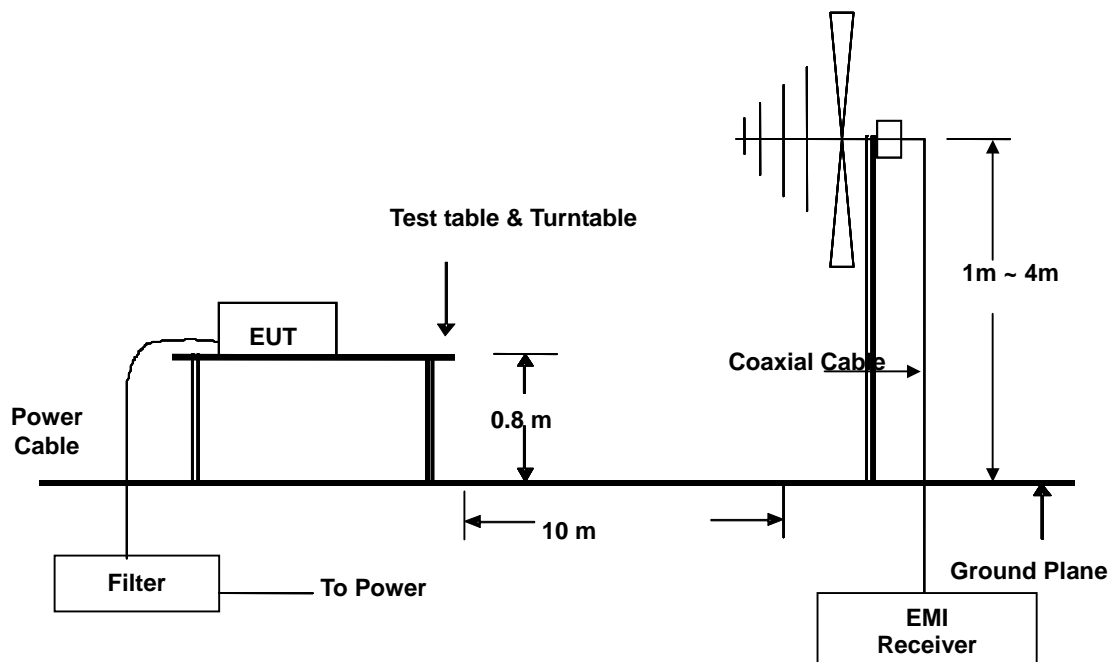 Test table & Turntable
1m ~ 4m
EUT
Coaxial Cable
0.8 m
Power
Cable
10 m
Ground Plane
Filter
To Power
EMI
Receiver